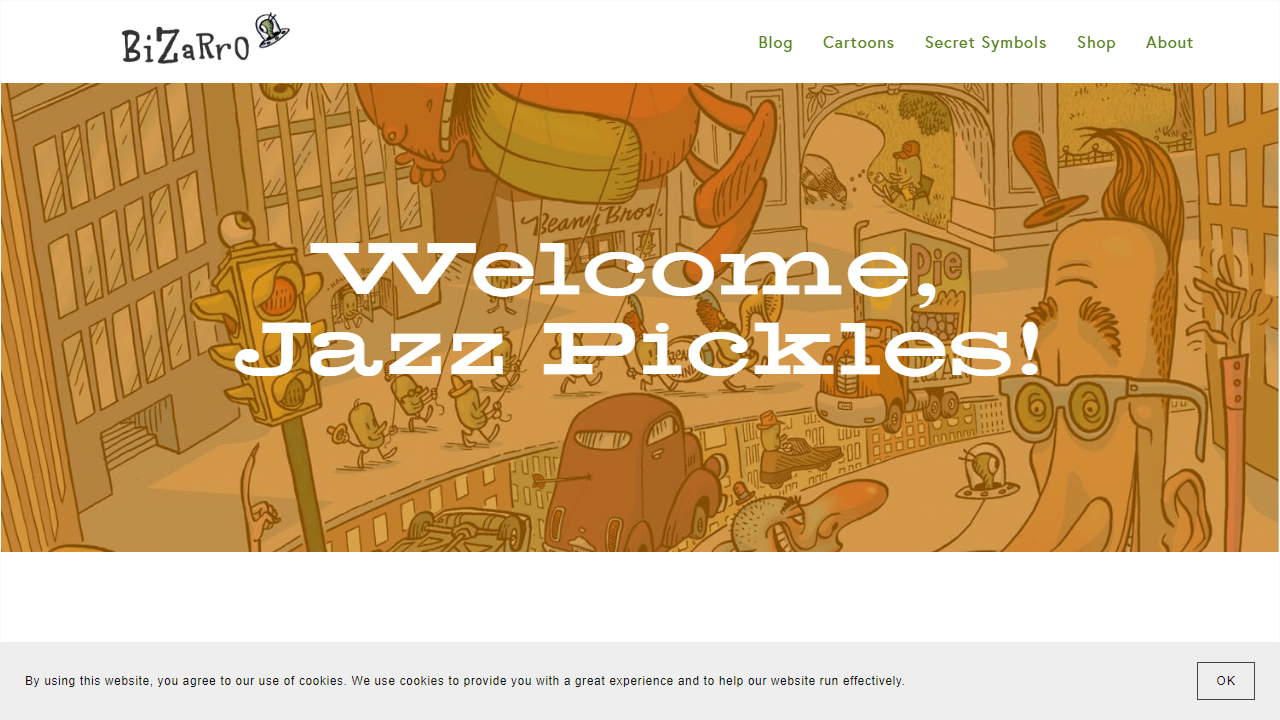 BiZaRrO
Blog Cartoons Secret Symbols Shop About
Beany Bros.
Pie
Welcome,
Jazz Pickles!
By using this website, you agree to our use of cookies. We use cookies to provide you with a great experience and to help our website run effectively.
OK